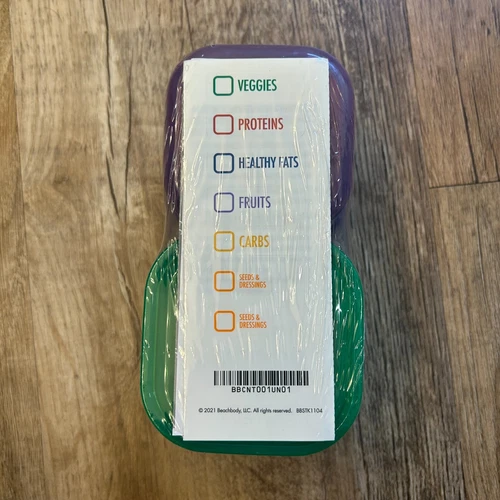 VEGGIES
PROTEINS
HEALTHY FATS
FRUITS
CARBS
SEEDS &
DRESSINGS
SEEDS &
DRESSINGS
BBCNT001UN01
© 2021 Beachbody, LLC. All rights reserved. BBSTK1104